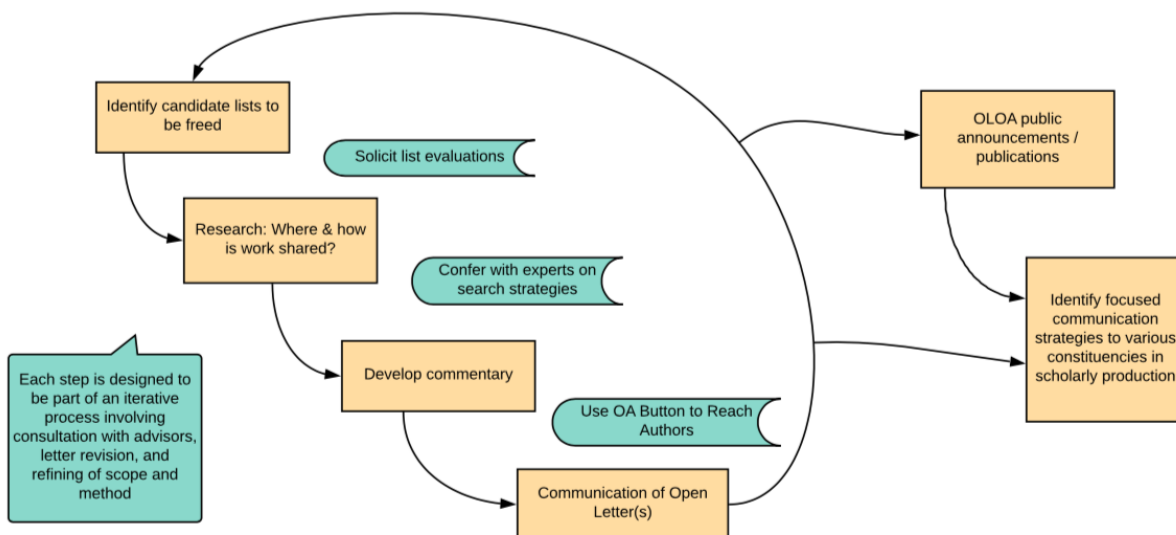 Identify candidate lists to
be freed
Solicit list evaluations
Research: Where & how
is work shared?
Confer with experts on
search strategies
Develop commentary
Use OA Button to Reach
Authors
Communication of Open
Letter(s)
Each step is designed to
be part of an iterative
process involving
consultation with advisors,
letter revision, and
refining of scope and
method
OLOA public
announcements /
publications
Identify focused
communication
strategies to various
constituencies in
scholarly production